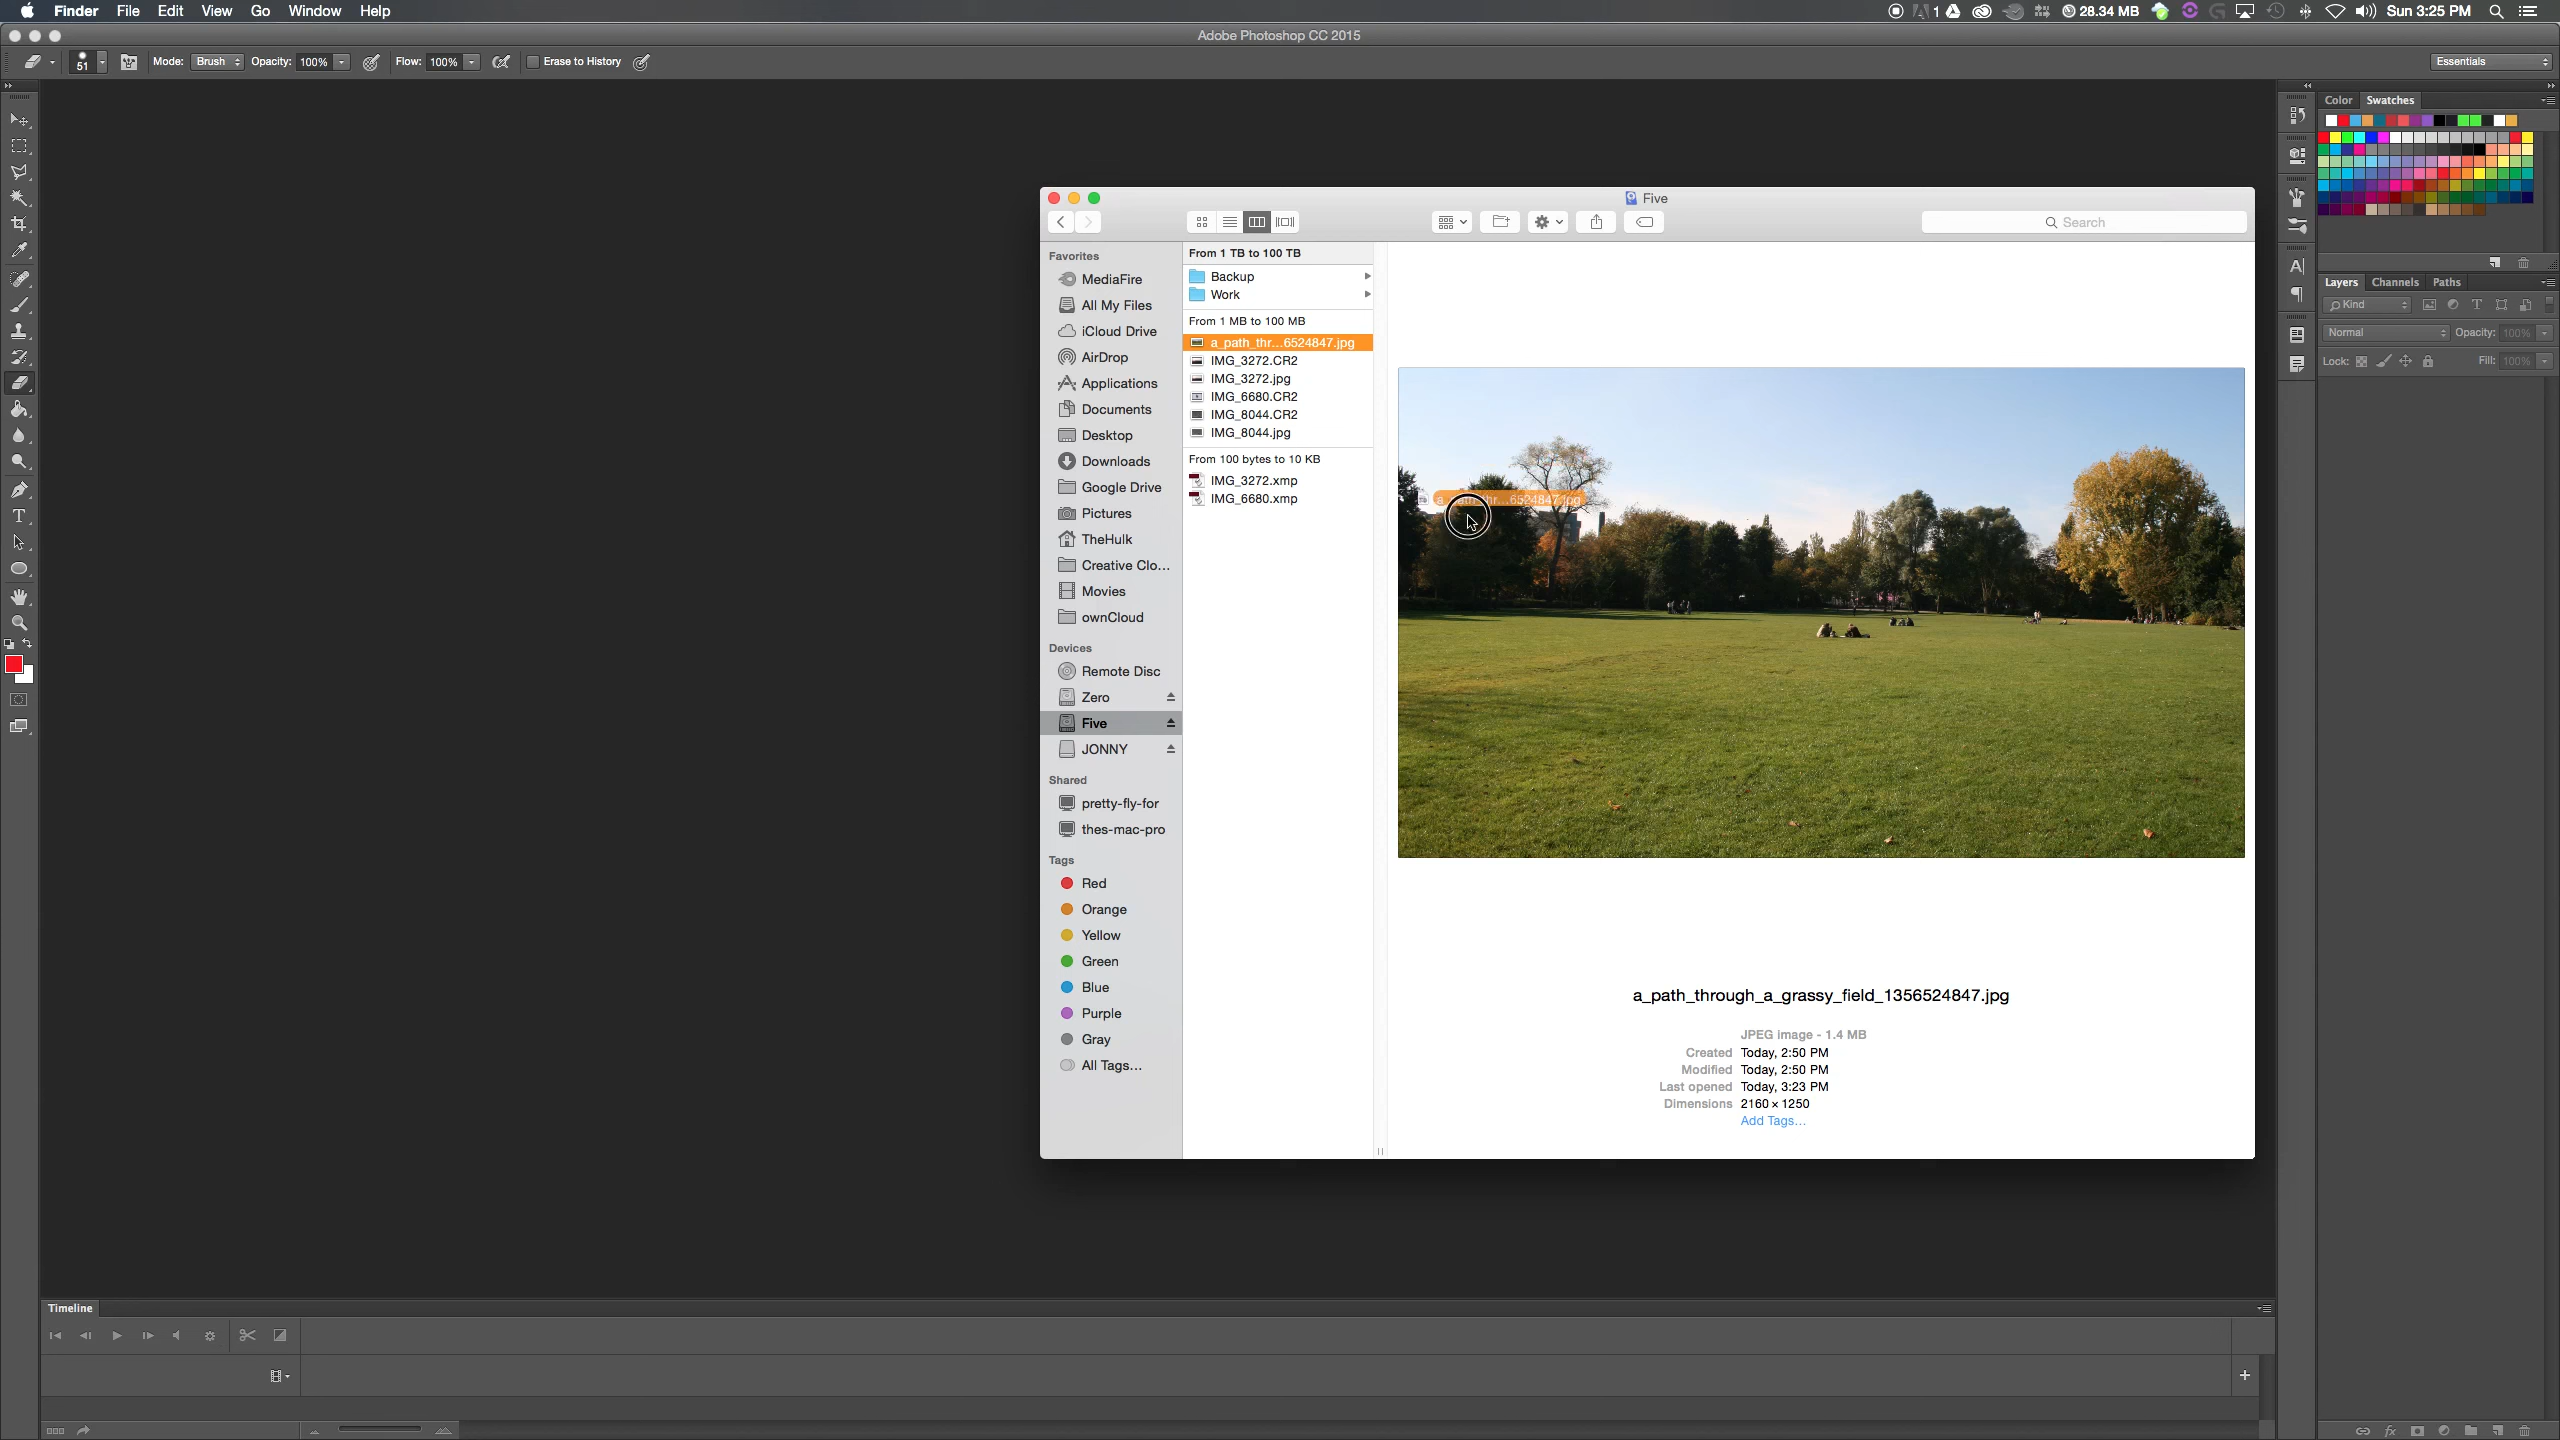 Finder File Edit View Go Window Help
1 28.34 MB Sun 3:25 PM
Adobe Photoshop CC 2015
51 Mode: Brush Opacity: 100% Flow: 100% Erase to History Essentials
Color Swatches
Five
Search
Favorites
MediaFire
All My Files
iCloud Drive
AirDrop
Applications
Documents
Desktop
Downloads
Google Drive
Pictures
TheHulk
Creative Clo...
Movies
ownCloud
Devices
Remote Disc
Zero
Five
JONNY
Shared
pretty-fly-for
thes-mac-pro
Tags
Red
Orange
Yellow
Green
Blue
Purple
Gray
All Tags...
From 1 TB to 100 TB
Backup
Work
From 1 MB to 100 MB
a_path_thr...6524847.jpg
IMG_3272.CR2
IMG_3272.jpg
IMG_6680.CR2
IMG_8044.CR2
IMG_8044.jpg
From 100 bytes to 10 KB
IMG_3272.xmp
IMG_6680.xmp
a_path_through_a_grassy_field_1356524847.jpg
JPEG image - 1.4 MB
Created Today, 2:50 PM
Modified Today, 2:50 PM
Last opened Today, 3:23 PM
Dimensions 2160 × 1250
Add Tags...
Layers Channels Paths
Kind
Normal Opacity: 100%
Lock: Fill: 100%
Timeline